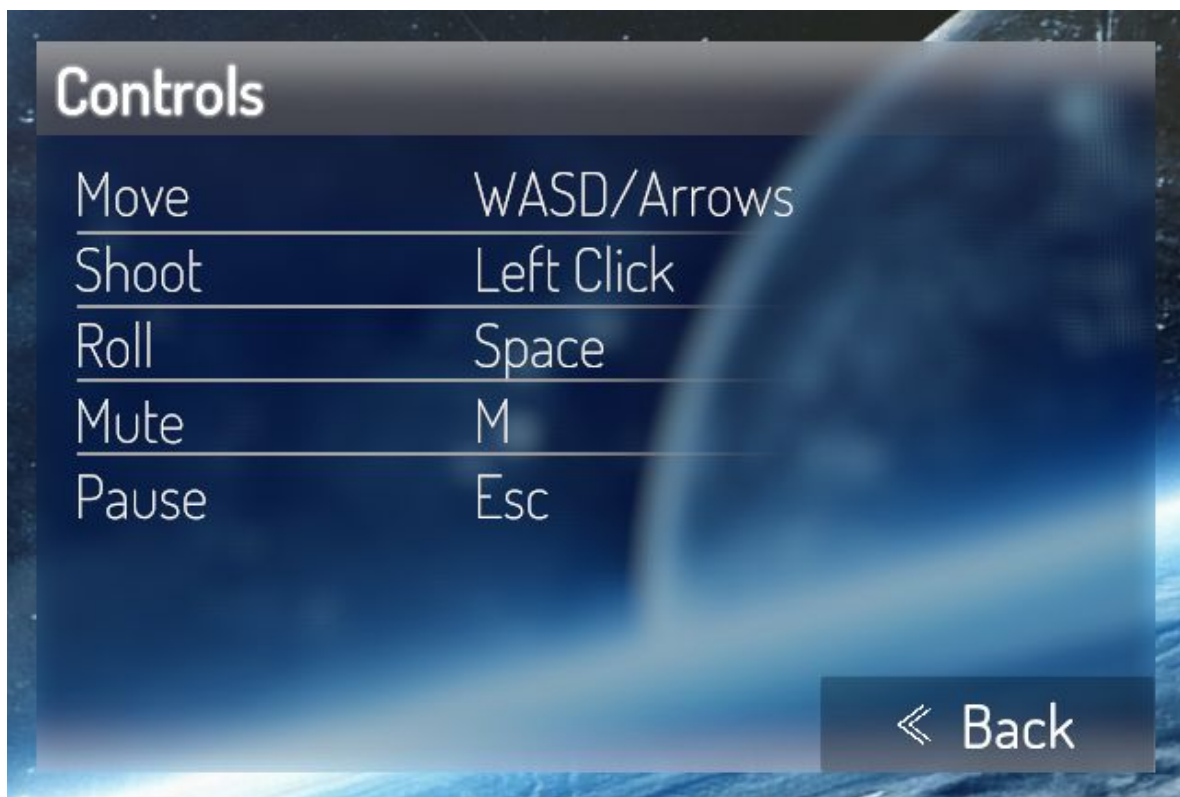 Controls
Move WASD/Arrows
Shoot Left Click
Roll Space
Mute M
Pause Esc
« Back